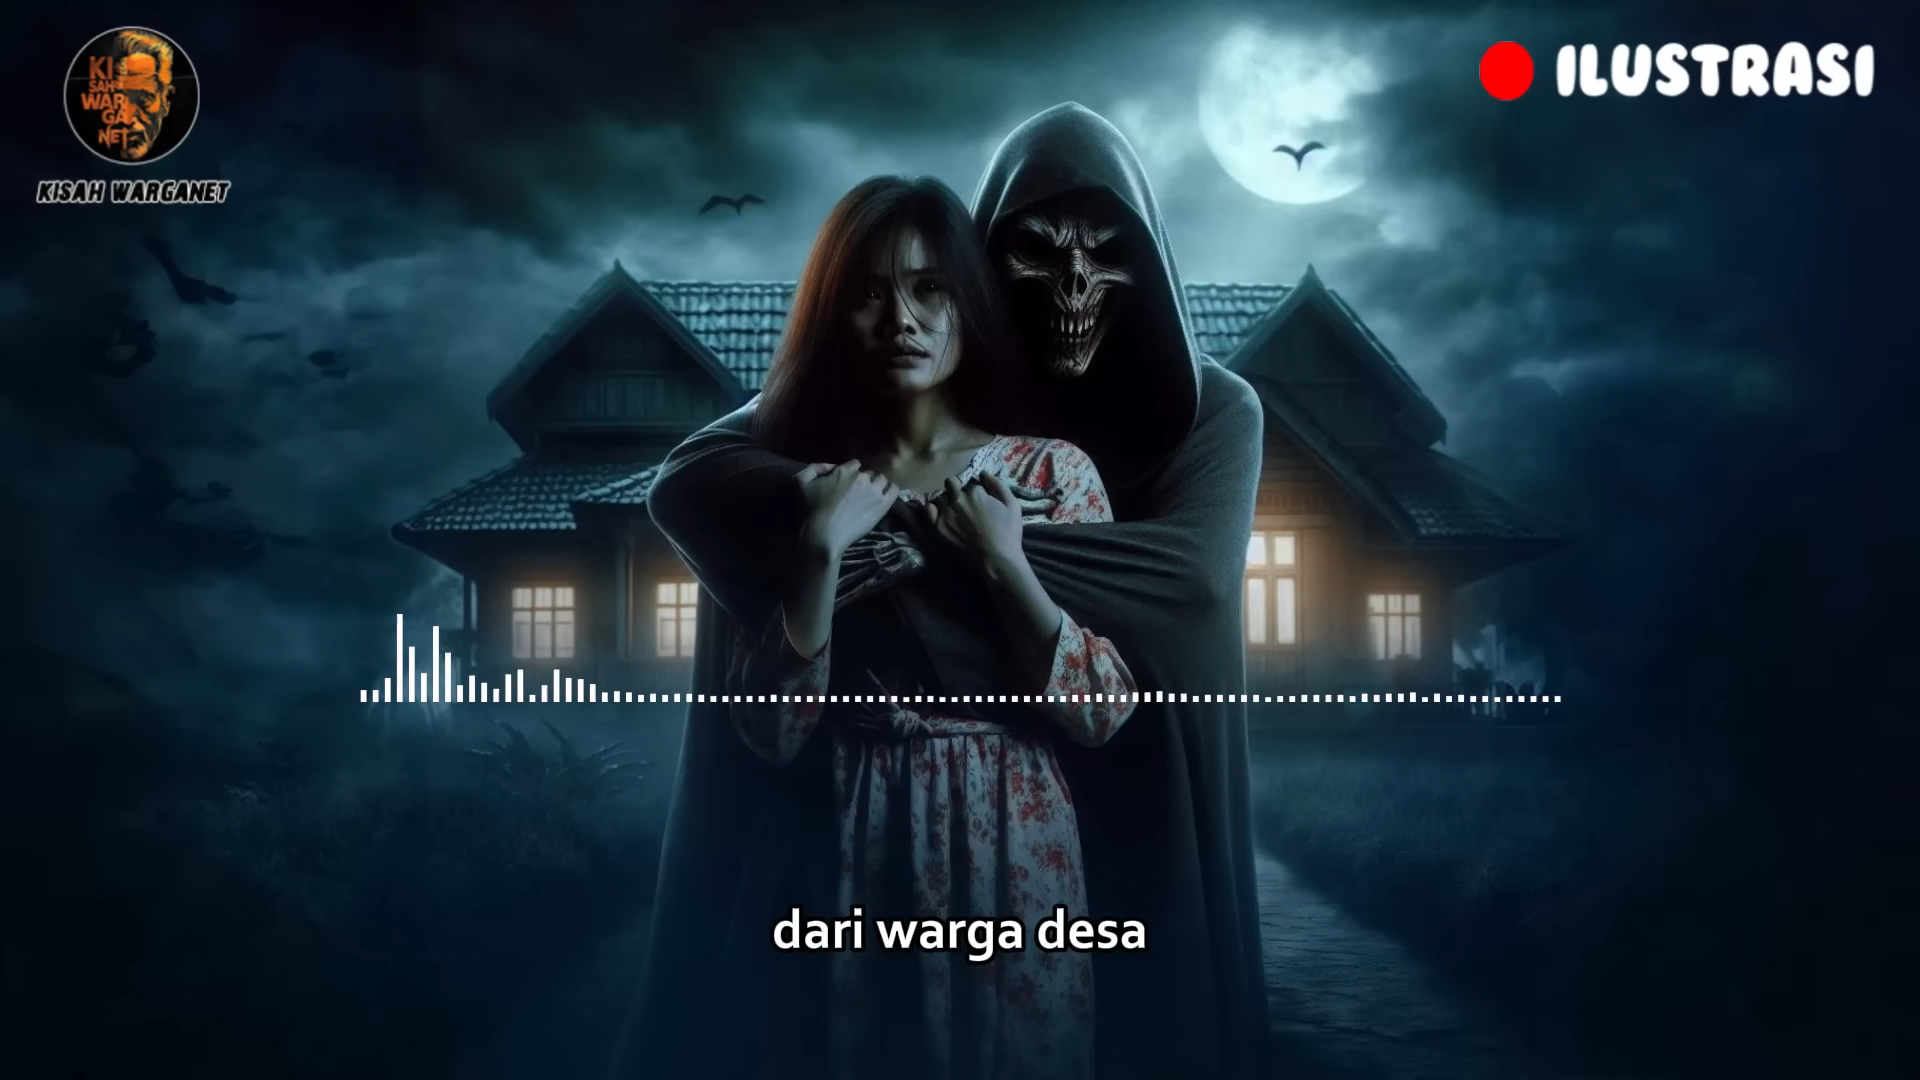 KI
SAH
WAR
GA
NET
KISAH WARGANET
ILUSTRASI
dari warga desa